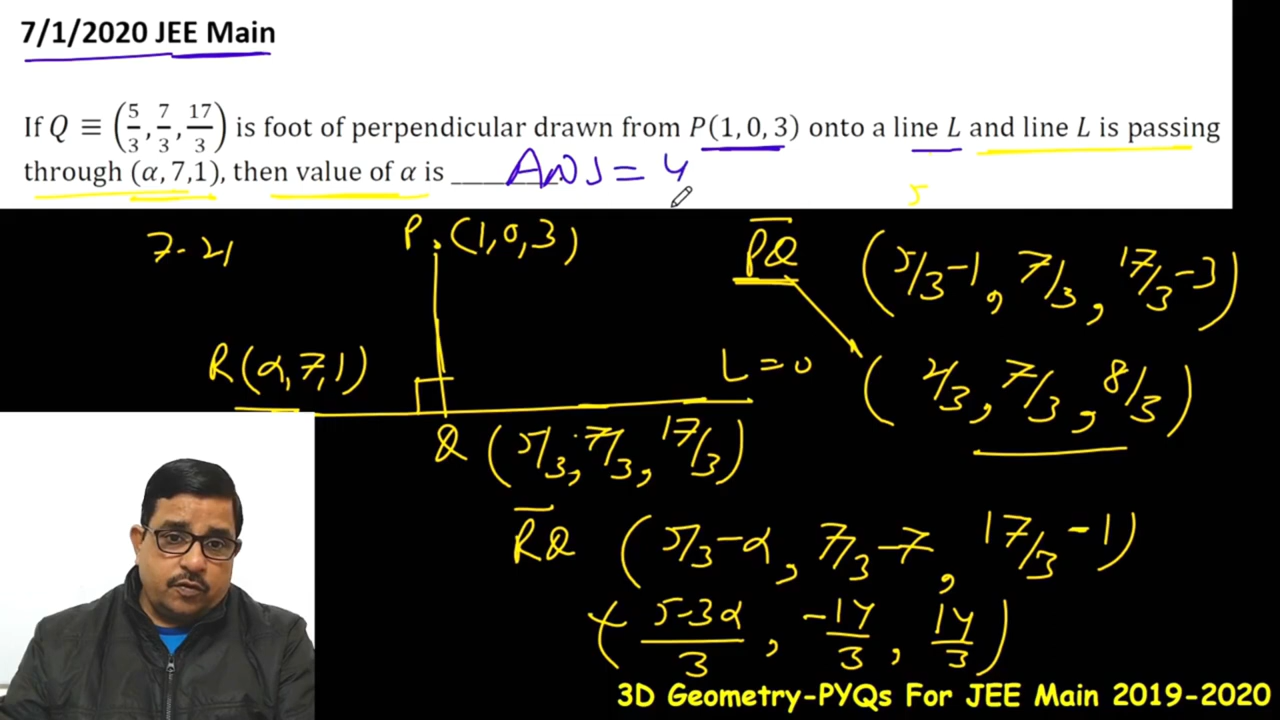 7/1/2020 JEE Main
If Q ≡ (5/3, 7/3, 17/3) is foot of perpendicular drawn from P(1, 0, 3) onto a line L and line L is passing
through (α, 7,1), then value of α is ______ ANS = 4
5
7-21
P (1,0,3)
PQ (5/3-1, 7/3, 17/3-3)
R(α,7,1)
L=0
(2/3, 7/3, 8/3)
Q (5/3, 7/3, 17/3)
RQ (5/3-α, 7/3-7, 17/3-1)
(5-3α/3, -14/3, 14/3)
3D Geometry-PYQs For JEE Main 2019-2020